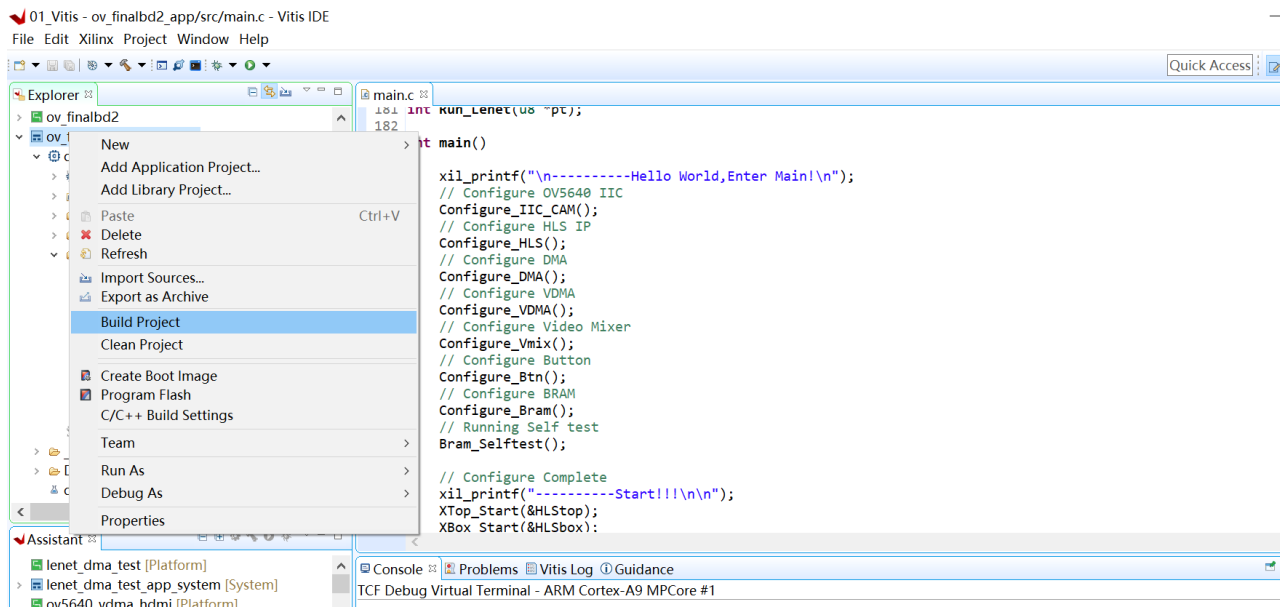 01_Vitis - ov_finalbd2_app/src/main.c - Vitis IDE
File Edit Xilinx Project Window Help
Quick Access
Explorer
main.c
ov_finalbd2
181 int Run_Lenet(u8 *pt);
182
nt main()
New
Add Application Project...
Add Library Project...
Paste Ctrl+V
Delete
Refresh
Import Sources...
Export as Archive
Build Project
Clean Project
Create Boot Image
Program Flash
C/C++ Build Settings
Team
Run As
Debug As
Properties
xil_printf("\n----------Hello World,Enter Main!\n");
// Configure OV5640 IIC
Configure_IIC_CAM();
// Configure HLS IP
Configure_HLS();
// Configure DMA
Configure_DMA();
// Configure VDMA
Configure_VDMA();
// Configure Video Mixer
Configure_Vmix();
// Configure Button
Configure_Btn();
// Configure BRAM
Configure_Bram();
// Running Self test
Bram_Selftest();
// Configure Complete
xil_printf("----------Start!!!\n\n");
XTop_Start(&HLStop);
XBox_Start(&HLSbox);
Assistant
lenet_dma_test [Platform]
lenet_dma_test_app_system [System]
ov5640_vdma_hdmi [Platform]
Console Problems Vitis Log Guidance
TCF Debug Virtual Terminal - ARM Cortex-A9 MPCore #1